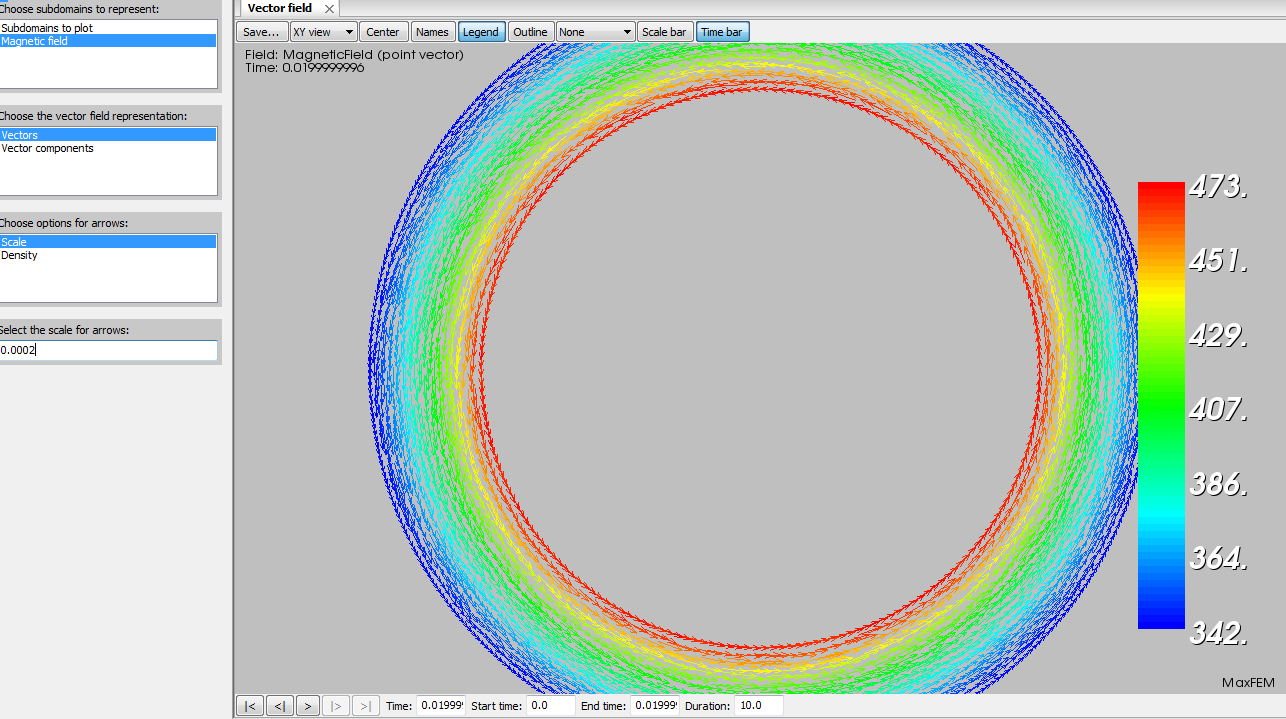 Choose subdomains to represent:
Subdomains to plot
Magnetic field
Choose the vector field representation:
Vectors
Vector components
Choose options for arrows:
Scale
Density
Select the scale for arrows:
0.0002
Vector field
Save... XY view Center Names Legend Outline None Scale bar Time bar
Field: MagneticField (point vector)
Time: 0.0199999996
473.
451.
429.
407.
386.
364.
342.
MaxFEM
|< <| > |> >| Time: 0.01999 Start time: 0.0 End time: 0.01999 Duration: 10.0